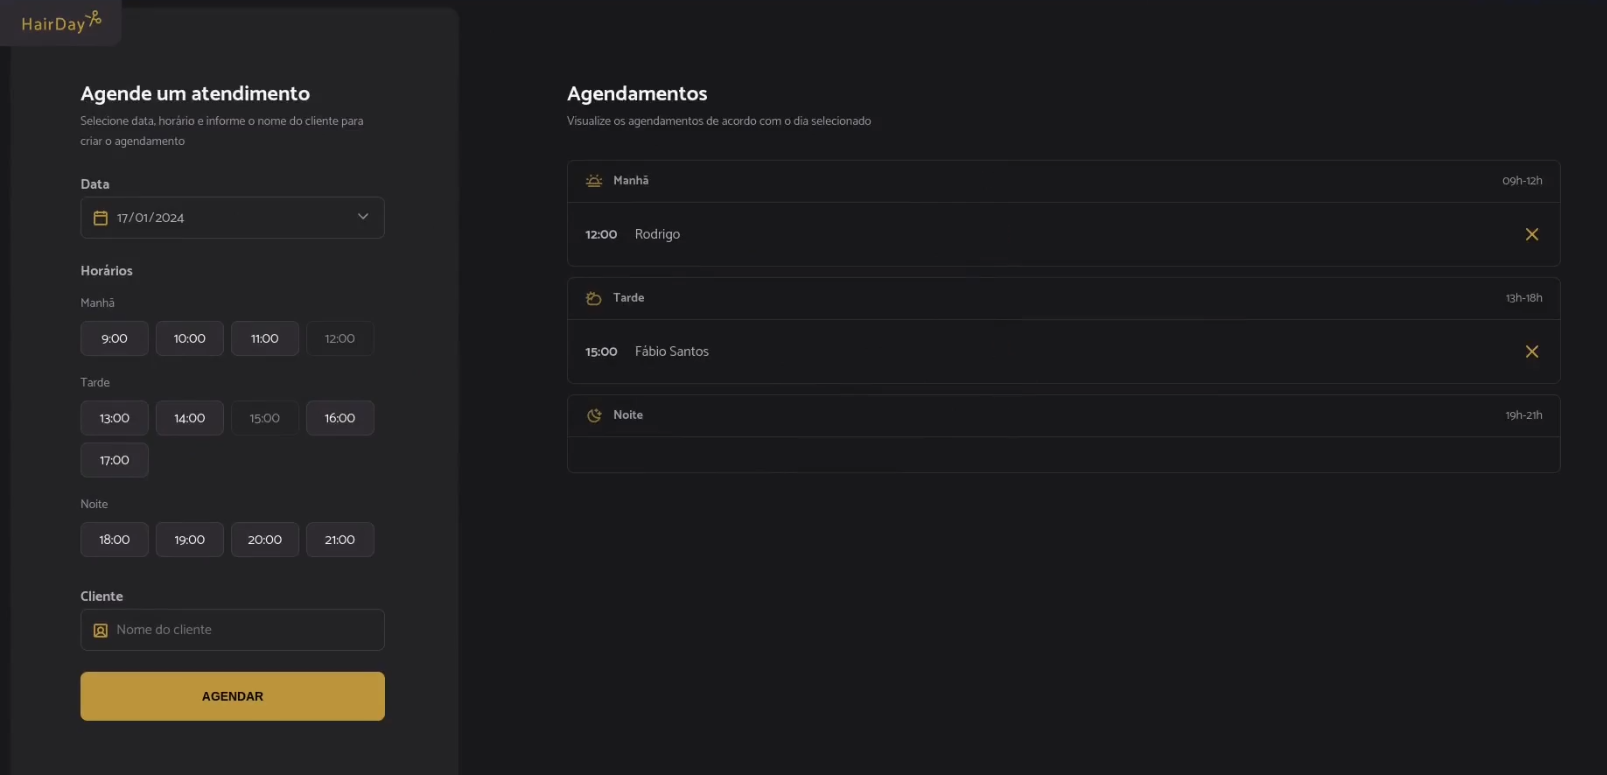 HairDay
Agende um atendimento
Selecione data, horário e informe o nome do cliente para
criar o agendamento
Data
17/01/2024
Horários
Manhã
9:00 10:00 11:00 12:00
Tarde
13:00 14:00 15:00 16:00
17:00
Noite
18:00 19:00 20:00 21:00
Cliente
Nome do cliente
AGENDAR
Agendamentos
Visualize os agendamentos de acordo com o dia selecionado
Manhã 09h-12h
12:00 Rodrigo
Tarde 13h-18h
15:00 Fábio Santos
Noite 19h-21h